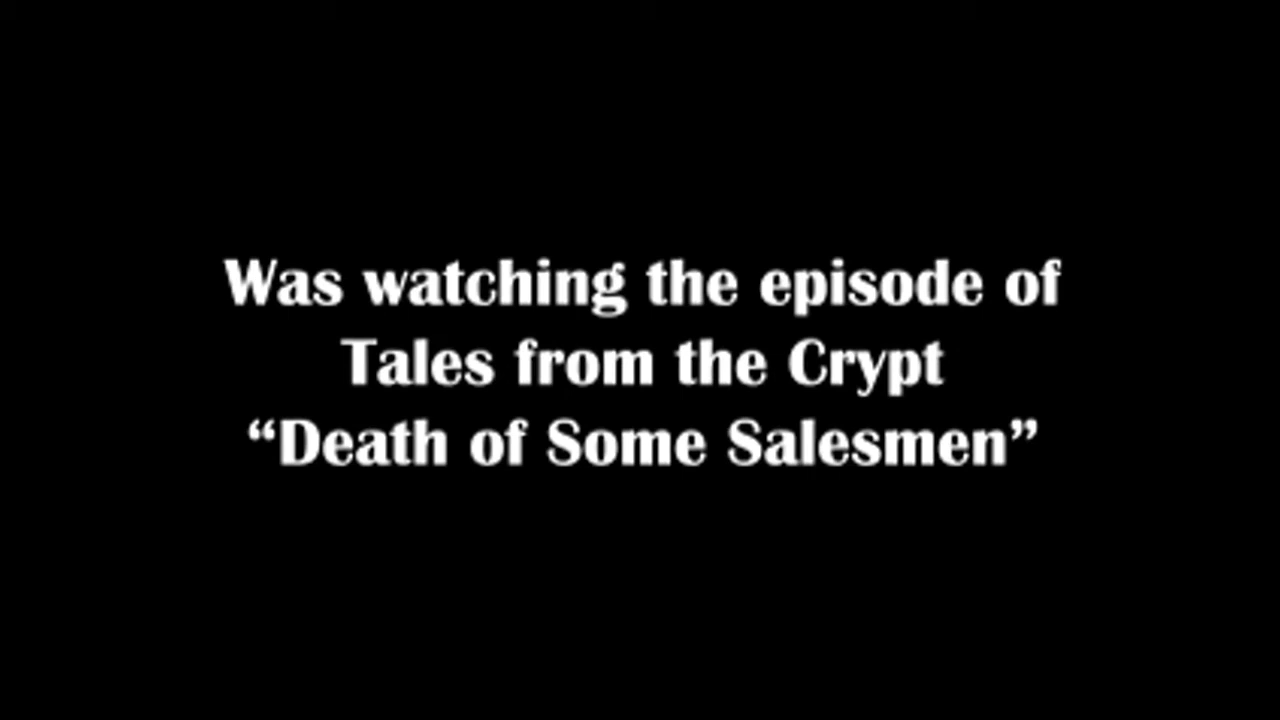 Was watching the episode of
Tales from the Crypt
“Death of Some Salesmen”